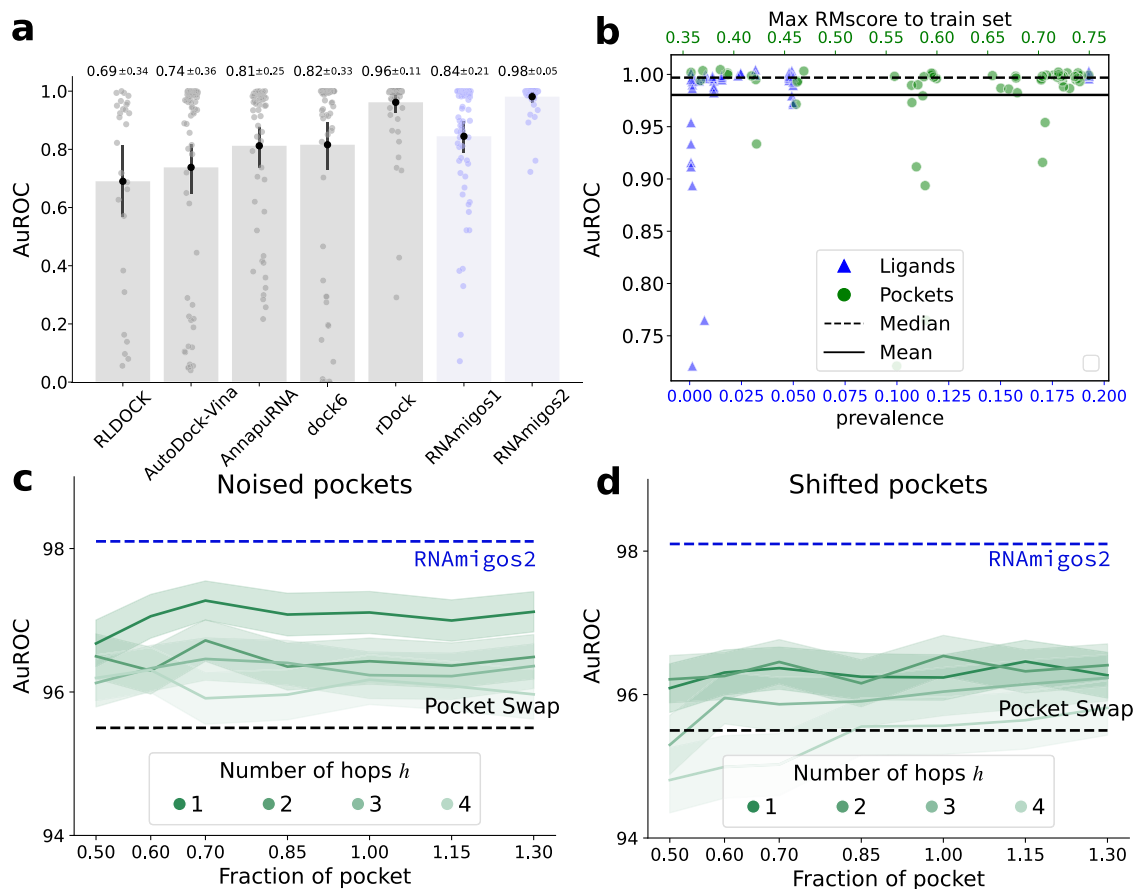 a
0.69±0.34 0.74±0.36 0.81±0.25 0.82±0.33 0.96±0.11 0.84±0.21 0.98±0.05
1.0
0.8
0.6
0.4
0.2
0.0
AuROC
RLDOCK AutoDock-Vina AnnapuRNA dock6 rDock RNAmigos1 RNAmigos2
b
Max RMscore to train set
0.35 0.40 0.45 0.50 0.55 0.60 0.65 0.70 0.75
1.00
0.95
0.90
0.85
0.80
0.75
AuROC
Ligands
Pockets
Median
Mean
0.000 0.025 0.050 0.075 0.100 0.125 0.150 0.175 0.200
prevalence
c
Noised pockets
98
96
94
AuROC
RNAmigos2
Pocket Swap
Number of hops h
1 2 3 4
0.50 0.60 0.70 0.85 1.00 1.15 1.30
Fraction of pocket
d
Shifted pockets
98
96
94
AuROC
RNAmigos2
Pocket Swap
Number of hops h
1 2 3 4
0.50 0.60 0.70 0.85 1.00 1.15 1.30
Fraction of pocket